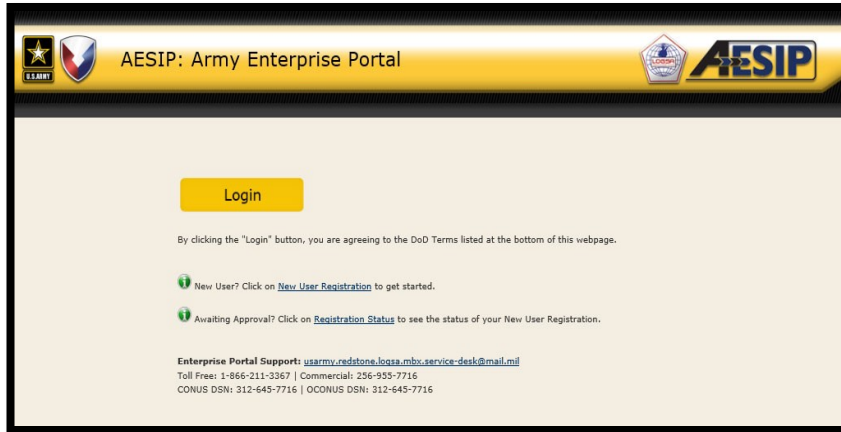 U.S.ARMY
AESIP: Army Enterprise Portal
LOGSA
AESIP
Login
By clicking the "Login" button, you are agreeing to the DoD Terms listed at the bottom of this webpage.
New User? Click on New User Registration to get started.
Awaiting Approval? Click on Registration Status to see the status of your New User Registration.
Enterprise Portal Support: usarmy.redstone.logsa.mbx.service-desk@mail.mil
Toll Free: 1-866-211-3367 | Commercial: 256-955-7716
CONUS DSN: 312-645-7716 | OCONUS DSN: 312-645-7716